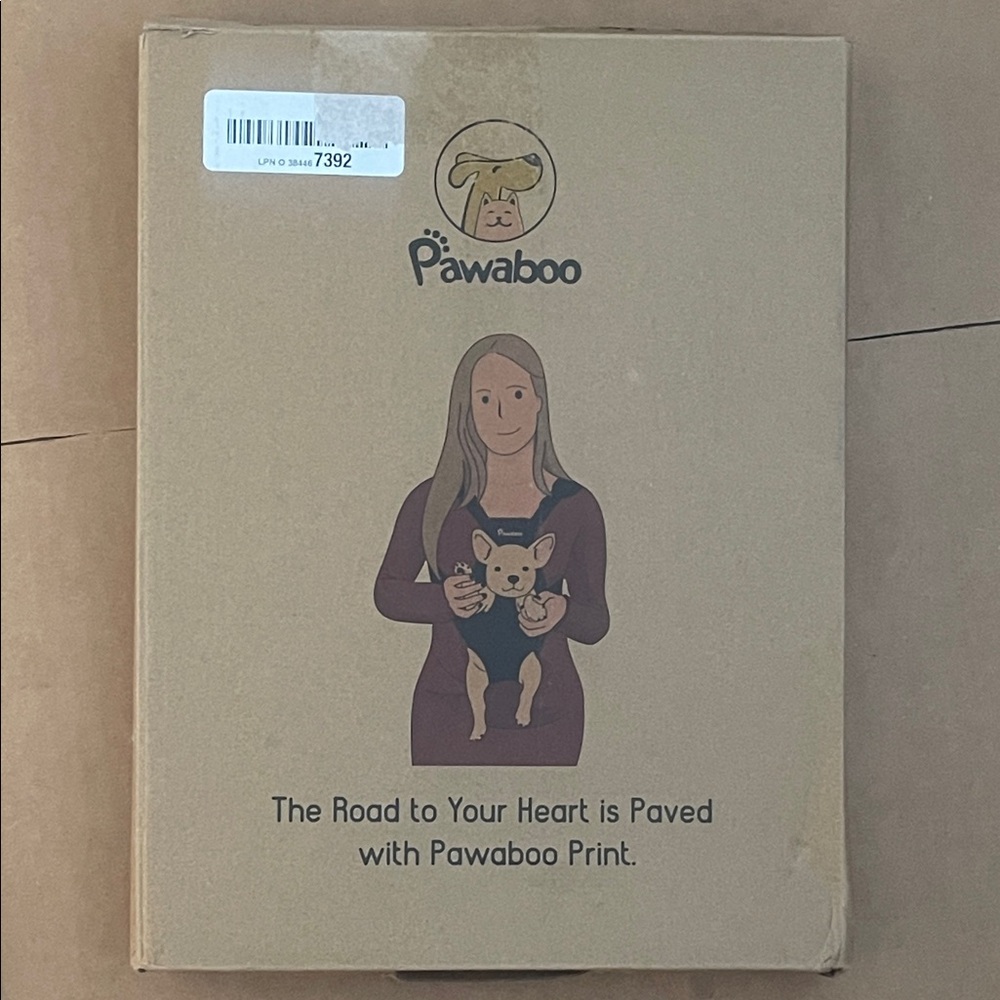 LPN O 38446 7392
Pawaboo
Pawaboo
The Road to Your Heart is Paved
with Pawaboo Print.